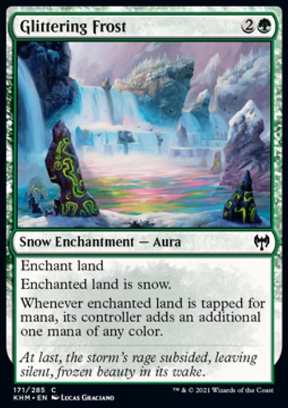 Glittering Frost 2
Snow Enchantment — Aura
Enchant land
Enchanted land is snow.
Whenever enchanted land is tapped for
mana, its controller adds an additional
one mana of any color.
At last, the storm's rage subsided, leaving
silent, frozen beauty in its wake.
171/285 C
KHM • EN Lucas Graciano
™ & © 2021 Wizards of the Coast